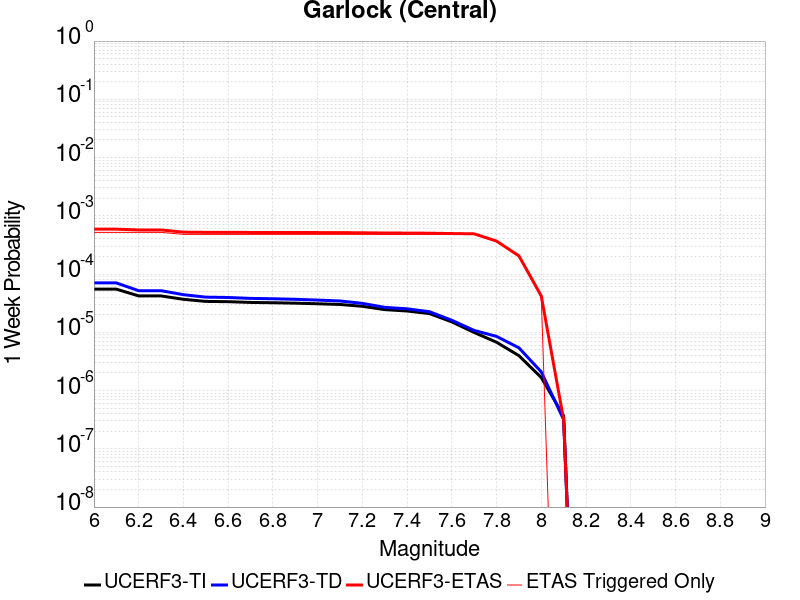 Garlock (Central)
1 Week Probability
10^0
10^-1
10^-2
10^-3
10^-4
10^-5
10^-6
10^-7
10^-8
6 6.2 6.4 6.6 6.8 7 7.2 7.4 7.6 7.8 8 8.2 8.4 8.6 8.8 9
Magnitude
UCERF3-TI UCERF3-TD UCERF3-ETAS ETAS Triggered Only